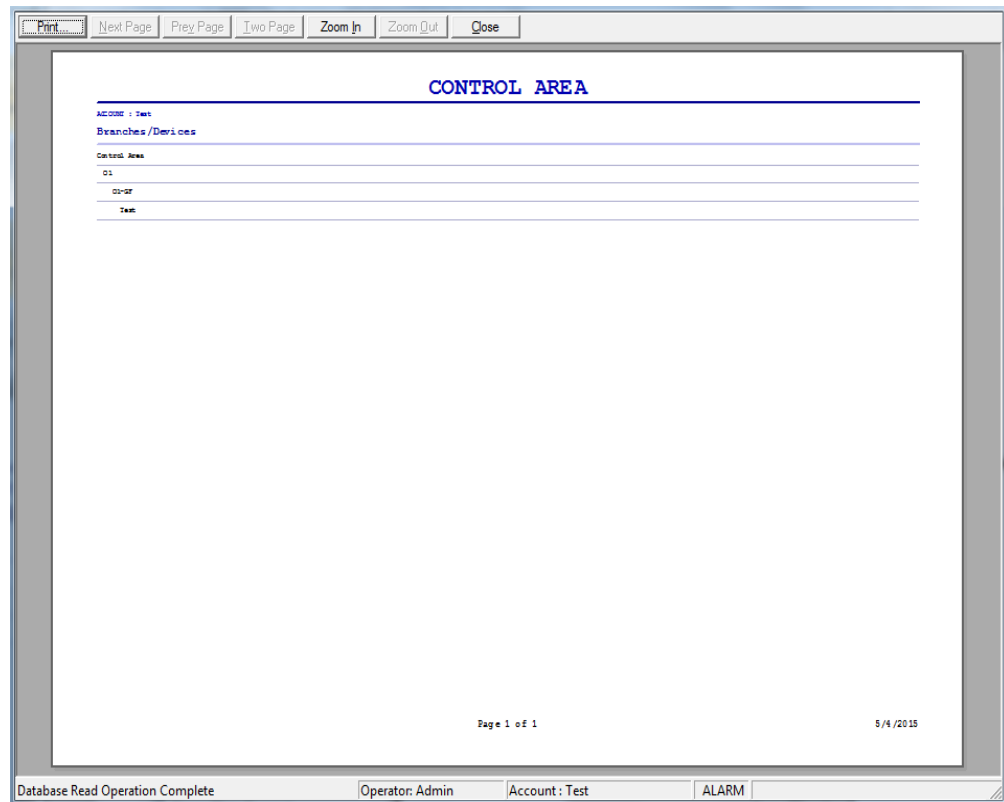 Print... Next Page Prev Page Two Page Zoom In Zoom Out Close
CONTROL AREA
ACCOUNT : Test
Branches/Devices
Control Area
01
01-GF
Test
Page 1 of 1 5/4/2015
Database Read Operation Complete Operator: Admin Account : Test ALARM